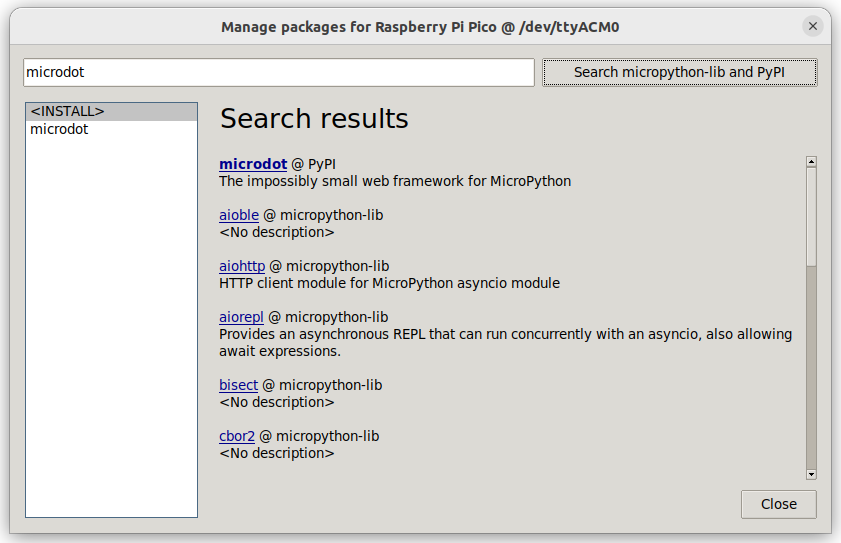 Manage packages for Raspberry Pi Pico @ /dev/ttyACM0
microdot
Search micropython-lib and PyPI
<INSTALL>
microdot
Search results
microdot @ PyPI
The impossibly small web framework for MicroPython
aioble @ micropython-lib
<No description>
aiohttp @ micropython-lib
HTTP client module for MicroPython asyncio module
aiorepl @ micropython-lib
Provides an asynchronous REPL that can run concurrently with an asyncio, also allowing
await expressions.
bisect @ micropython-lib
<No description>
cbor2 @ micropython-lib
<No description>
Close